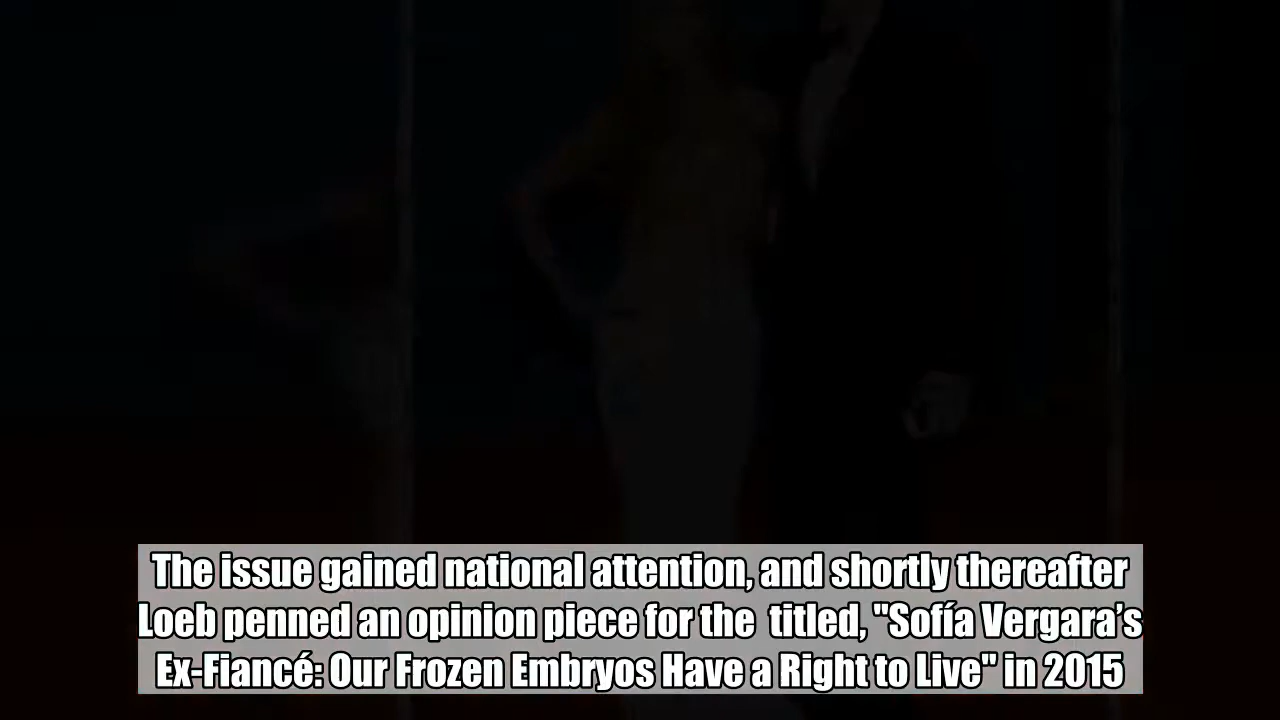 The issue gained national attention, and shortly thereafter
Loeb penned an opinion piece for the  titled, "Sofía Vergara’s
Ex-Fiancé: Our Frozen Embryos Have a Right to Live" in 2015